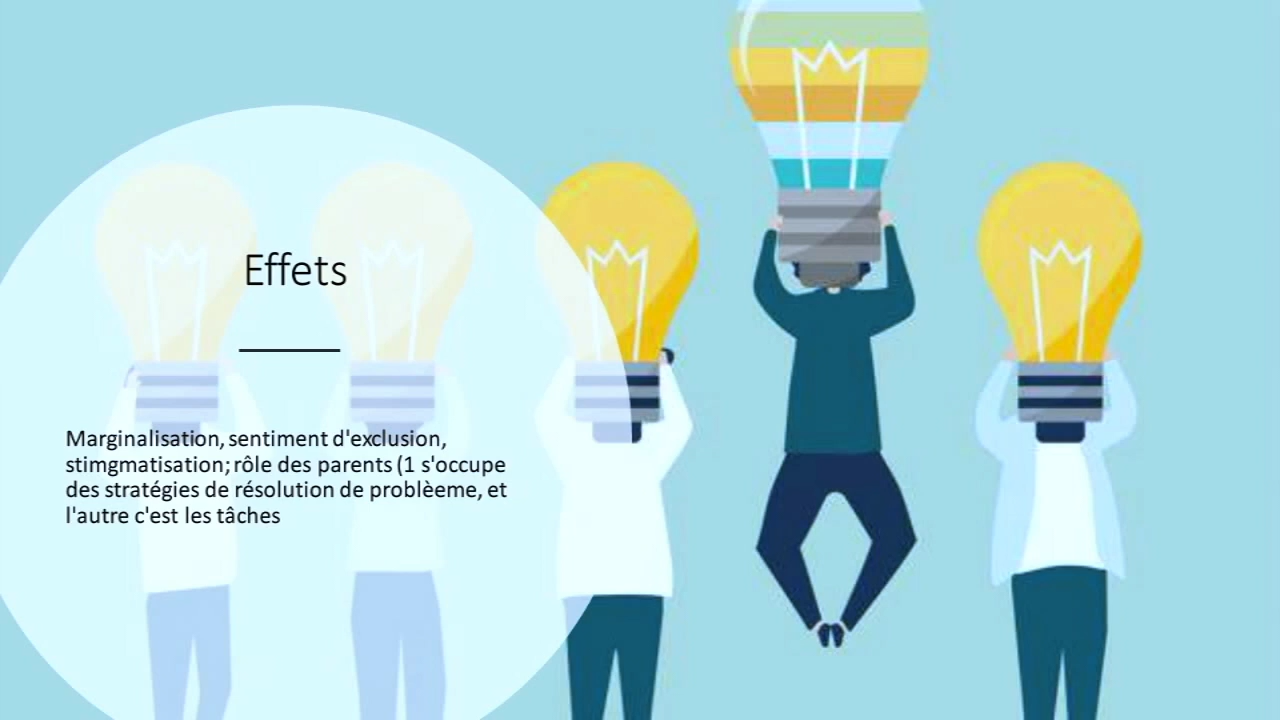 Effets
Marginalisation, sentiment d'exclusion,
stimgmatisation; rôle des parents (1 s'occupe
des stratégies de résolution de problèeme, et
l'autre c'est les tâches